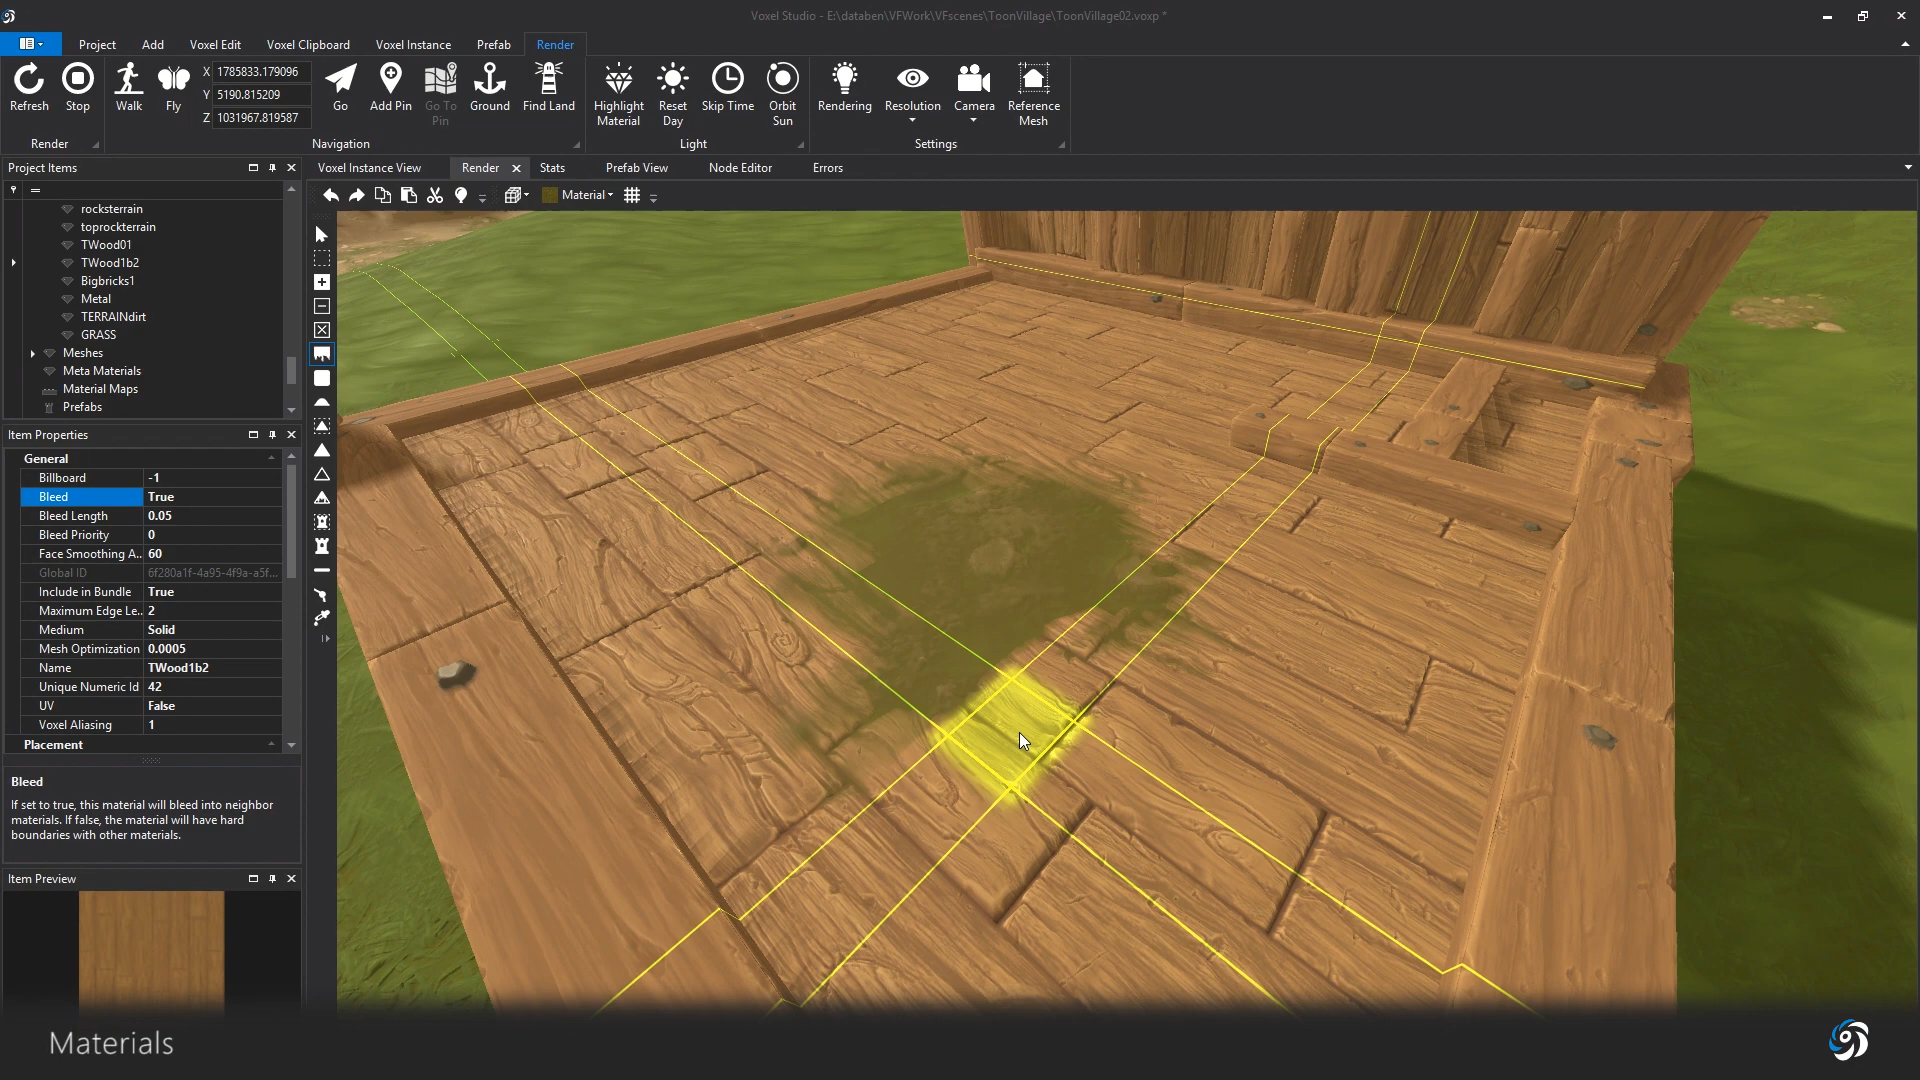 Voxel Studio - E:\databen\VFWork\VFscenes\ToonVillage\ToonVillage02.voxp *
Project Add Voxel Edit Voxel Clipboard Voxel Instance Prefab Render
Refresh Stop Walk Fly
X 1785833.179096
Y 5190.815209
Z 1031967.819587
Go Add Pin Go To Pin Ground Find Land
Highlight Material Reset Day Skip Time Orbit Sun
Rendering Resolution Camera Reference Mesh
Render Navigation Light Settings
Project Items
Voxel Instance View Render Stats Prefab View Node Editor Errors
Material
rocksterrain
toprockterrain
TWood01
TWood1b2
Bigbricks1
Metal
TERRAINdirt
GRASS
Meshes
Meta Materials
Material Maps
Prefabs
Item Properties
General
Billboard -1
Bleed True
Bleed Length 0.05
Bleed Priority 0
Face Smoothing A.. 60
Global ID 6f280a1f-4a95-4f9a-a5f...
Include in Bundle True
Maximum Edge Le.. 2
Medium Solid
Mesh Optimization 0.0005
Name TWood1b2
Unique Numeric Id 42
UV False
Voxel Aliasing 1
Placement
Bleed
If set to true, this material will bleed into neighbor
materials. If false, the material will have hard
boundaries with other materials.
Item Preview
Materials